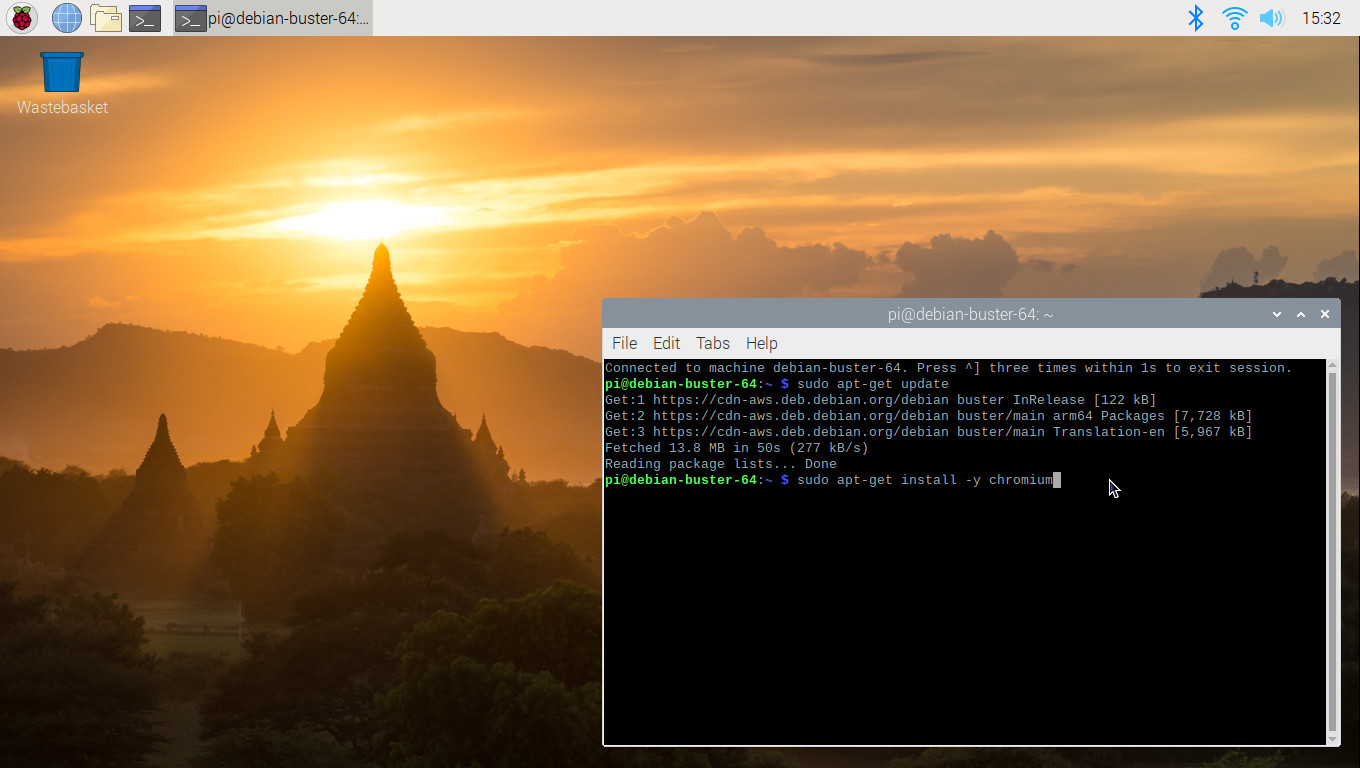 pi@debian-buster-64:...
15:32
Wastebasket
pi@debian-buster-64: ~
File Edit Tabs Help
Connected to machine debian-buster-64. Press ^] three times within 1s to exit session.
pi@debian-buster-64:~ $ sudo apt-get update
Get:1 https://cdn-aws.deb.debian.org/debian buster InRelease [122 kB]
Get:2 https://cdn-aws.deb.debian.org/debian buster/main arm64 Packages [7,728 kB]
Get:3 https://cdn-aws.deb.debian.org/debian buster/main Translation-en [5,967 kB]
Fetched 13.8 MB in 50s (277 kB/s)
Reading package lists... Done
pi@debian-buster-64:~ $ sudo apt-get install -y chromium